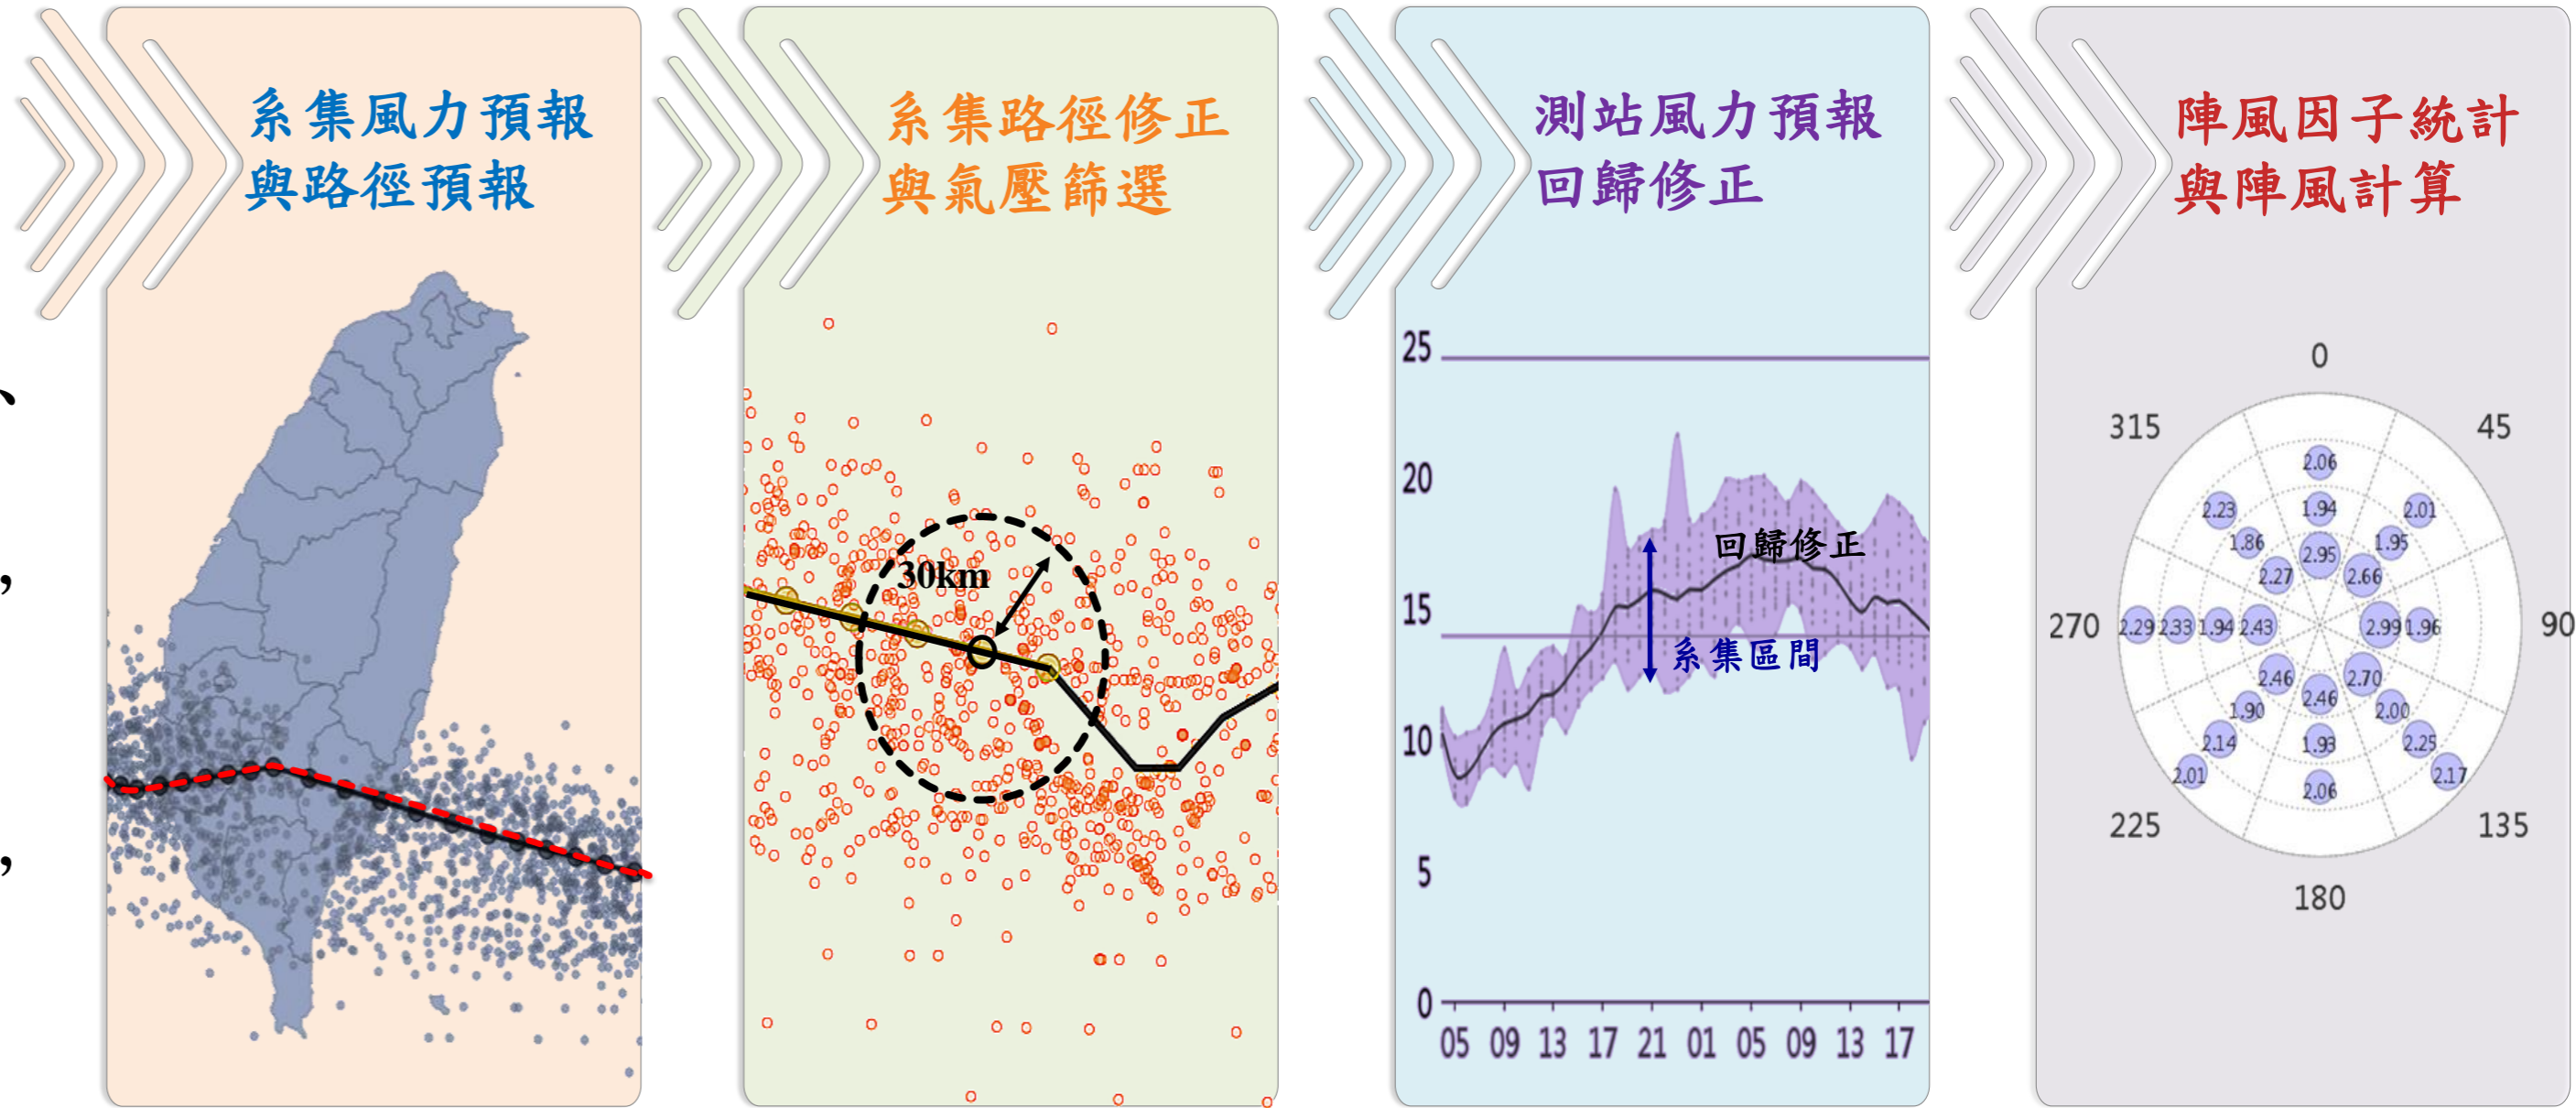 、
，
，
系集風力預報
與路徑預報
系集路徑修正
與氣壓篩選
30km
測站風力預報
回歸修正
25
20
15
10
5
0
回歸修正
系集區間
05 09 13 17 21 01 05 09 13 17
陣風因子統計
與陣風計算
0
315 45
2.06
2.23 1.94 2.01
1.86 2.95 1.95
2.27 2.66
270 2.29 2.33 1.94 2.43 2.99 1.96 90
2.46 2.46 2.70
1.90 2.00
2.14 1.93 2.25
2.01 2.06 2.17
225 135
180